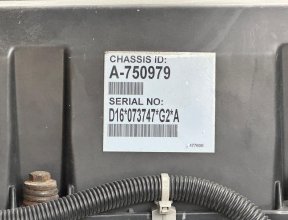 CHASSIS ID:
A-750979
SERIAL NO:
D16*073747*G2*A